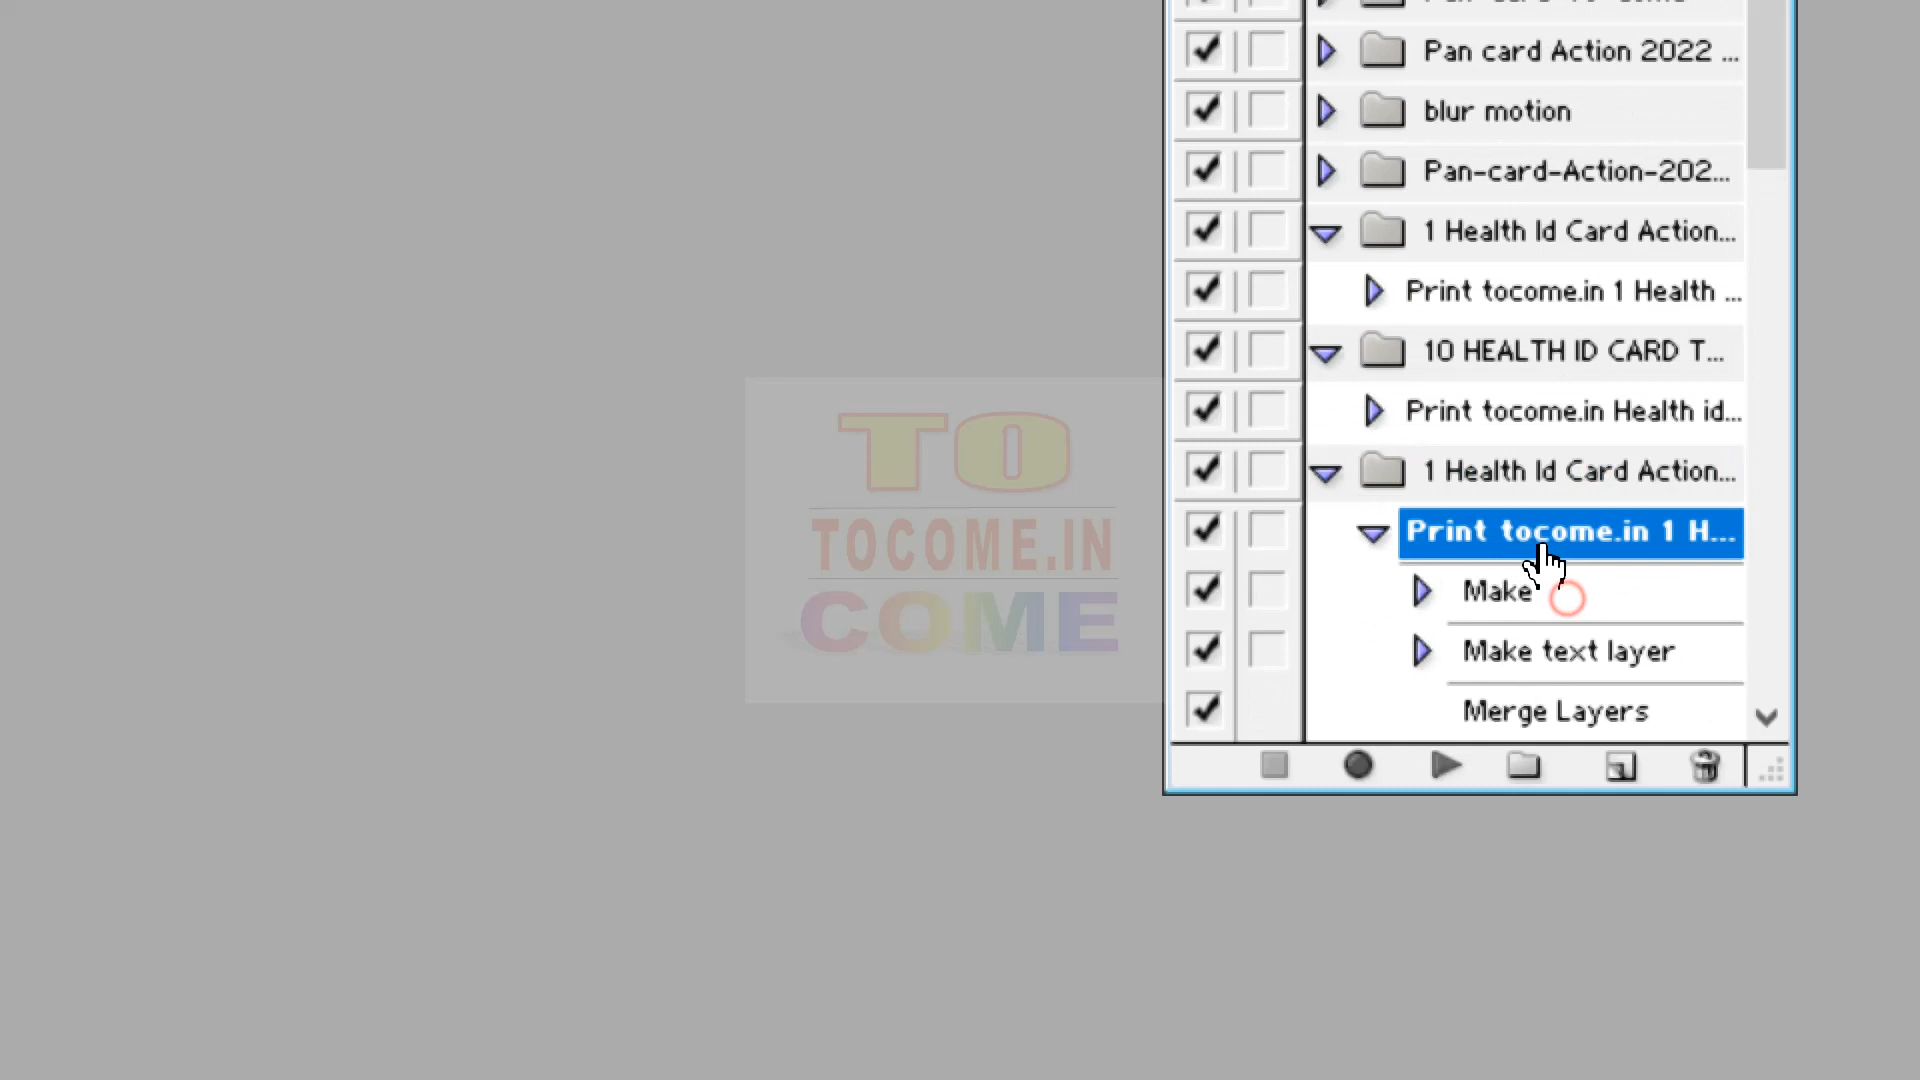 Pan card Action 2022 ...
blur motion
Pan-card-Action-202...
1 Health Id Card Action...
Print tocome.in 1 Health ...
10 HEALTH ID CARD T...
Print tocome.in Health id...
1 Health Id Card Action...
Print tocome.in 1 H...
Make
Make text layer
Merge Layers
TO
TOCOME.IN
COME